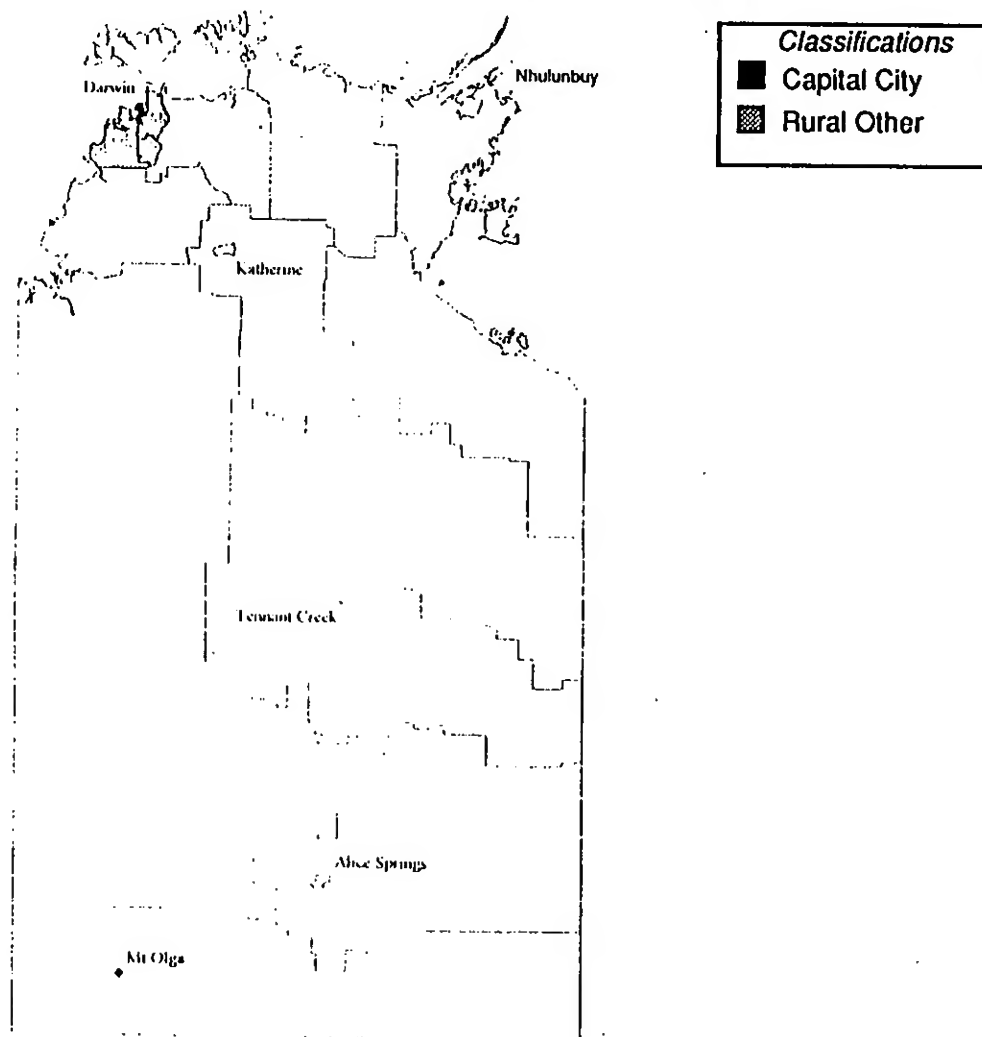 Classifications
Capital City
Rural Other
Nhulunbuy
Darwin
Katherine
Tennant Creek
Alice Springs
Mt Olga